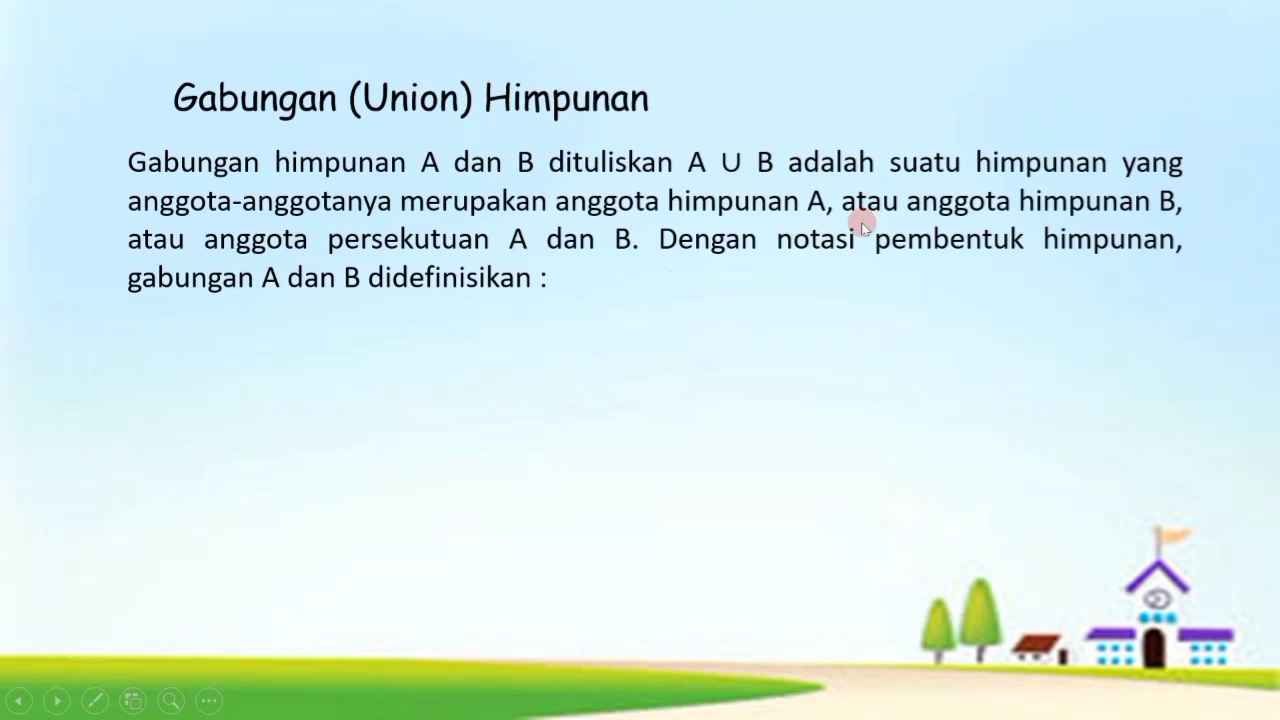 Gabungan (Union) Himpunan
Gabungan himpunan A dan B dituliskan A ∪ B adalah suatu himpunan yang
anggota-anggotanya merupakan anggota himpunan A, atau anggota himpunan B,
atau anggota persekutuan A dan B. Dengan notasi pembentuk himpunan,
gabungan A dan B didefinisikan :